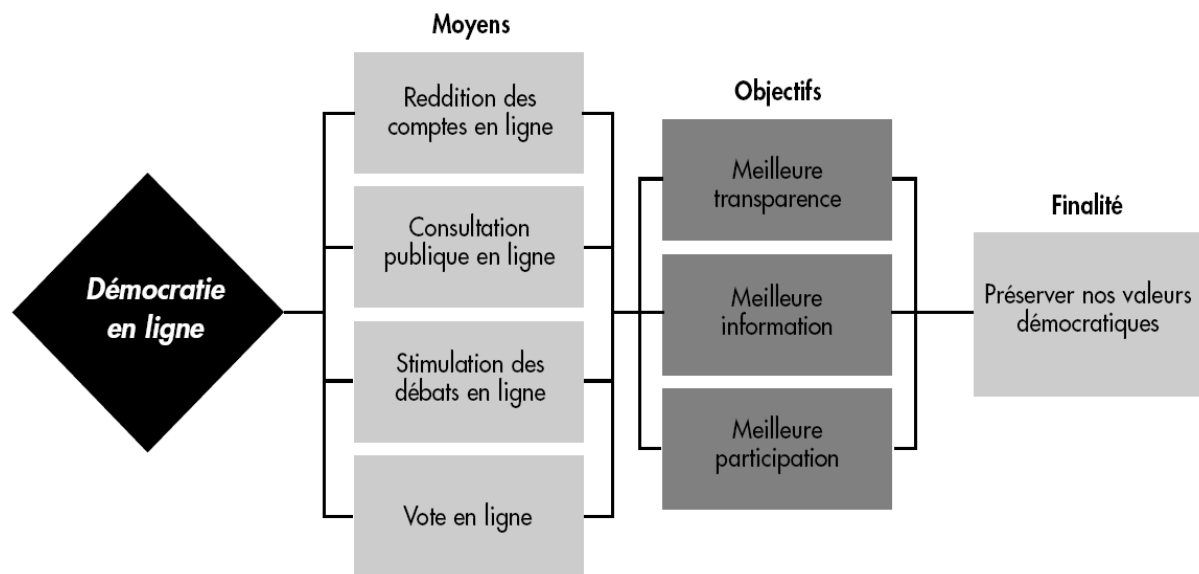 Démocratie
en ligne
Moyens
Reddition des
comptes en ligne
Consultation
publique en ligne
Stimulation des
débats en ligne
Vote en ligne
Objectifs
Meilleure
transparence
Meilleure
information
Meilleure
participation
Finalité
Préserver nos valeurs
démocratiques